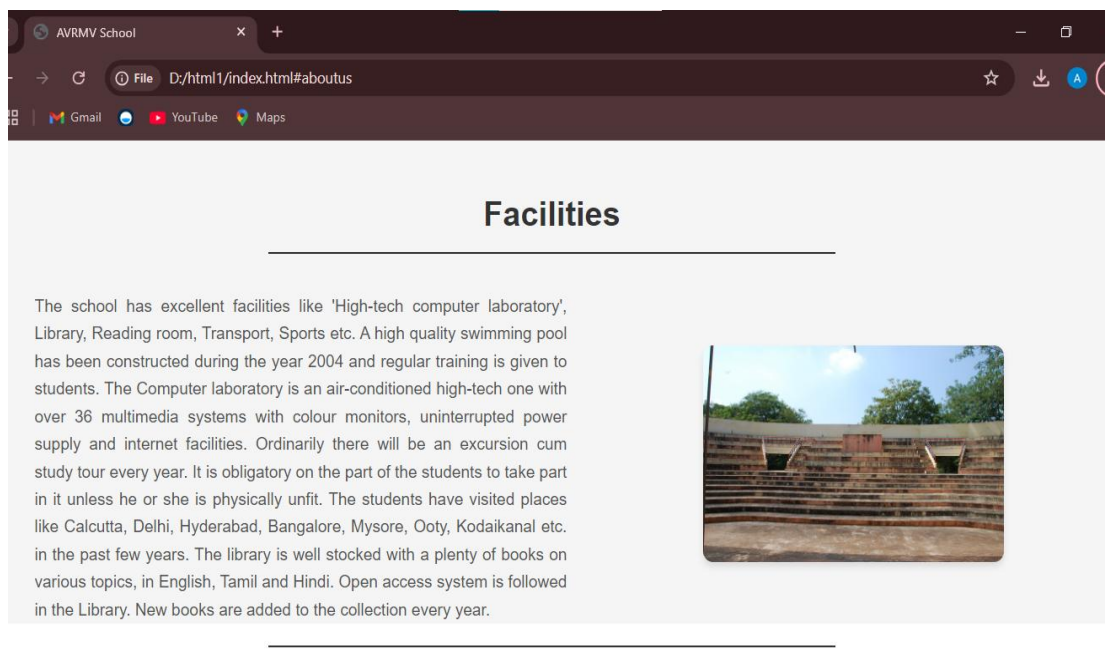 AVRMV School
File D:/html1/index.html#aboutus
A
Gmail YouTube Maps
Facilities
The school has excellent facilities like 'High-tech computer laboratory',
Library, Reading room, Transport, Sports etc. A high quality swimming pool
has been constructed during the year 2004 and regular training is given to
students. The Computer laboratory is an air-conditioned high-tech one with
over 36 multimedia systems with colour monitors, uninterrupted power
supply and internet facilities. Ordinarily there will be an excursion cum
study tour every year. It is obligatory on the part of the students to take part
in it unless he or she is physically unfit. The students have visited places
like Calcutta, Delhi, Hyderabad, Bangalore, Mysore, Ooty, Kodaikanal etc.
in the past few years. The library is well stocked with a plenty of books on
various topics, in English, Tamil and Hindi. Open access system is followed
in the Library. New books are added to the collection every year.